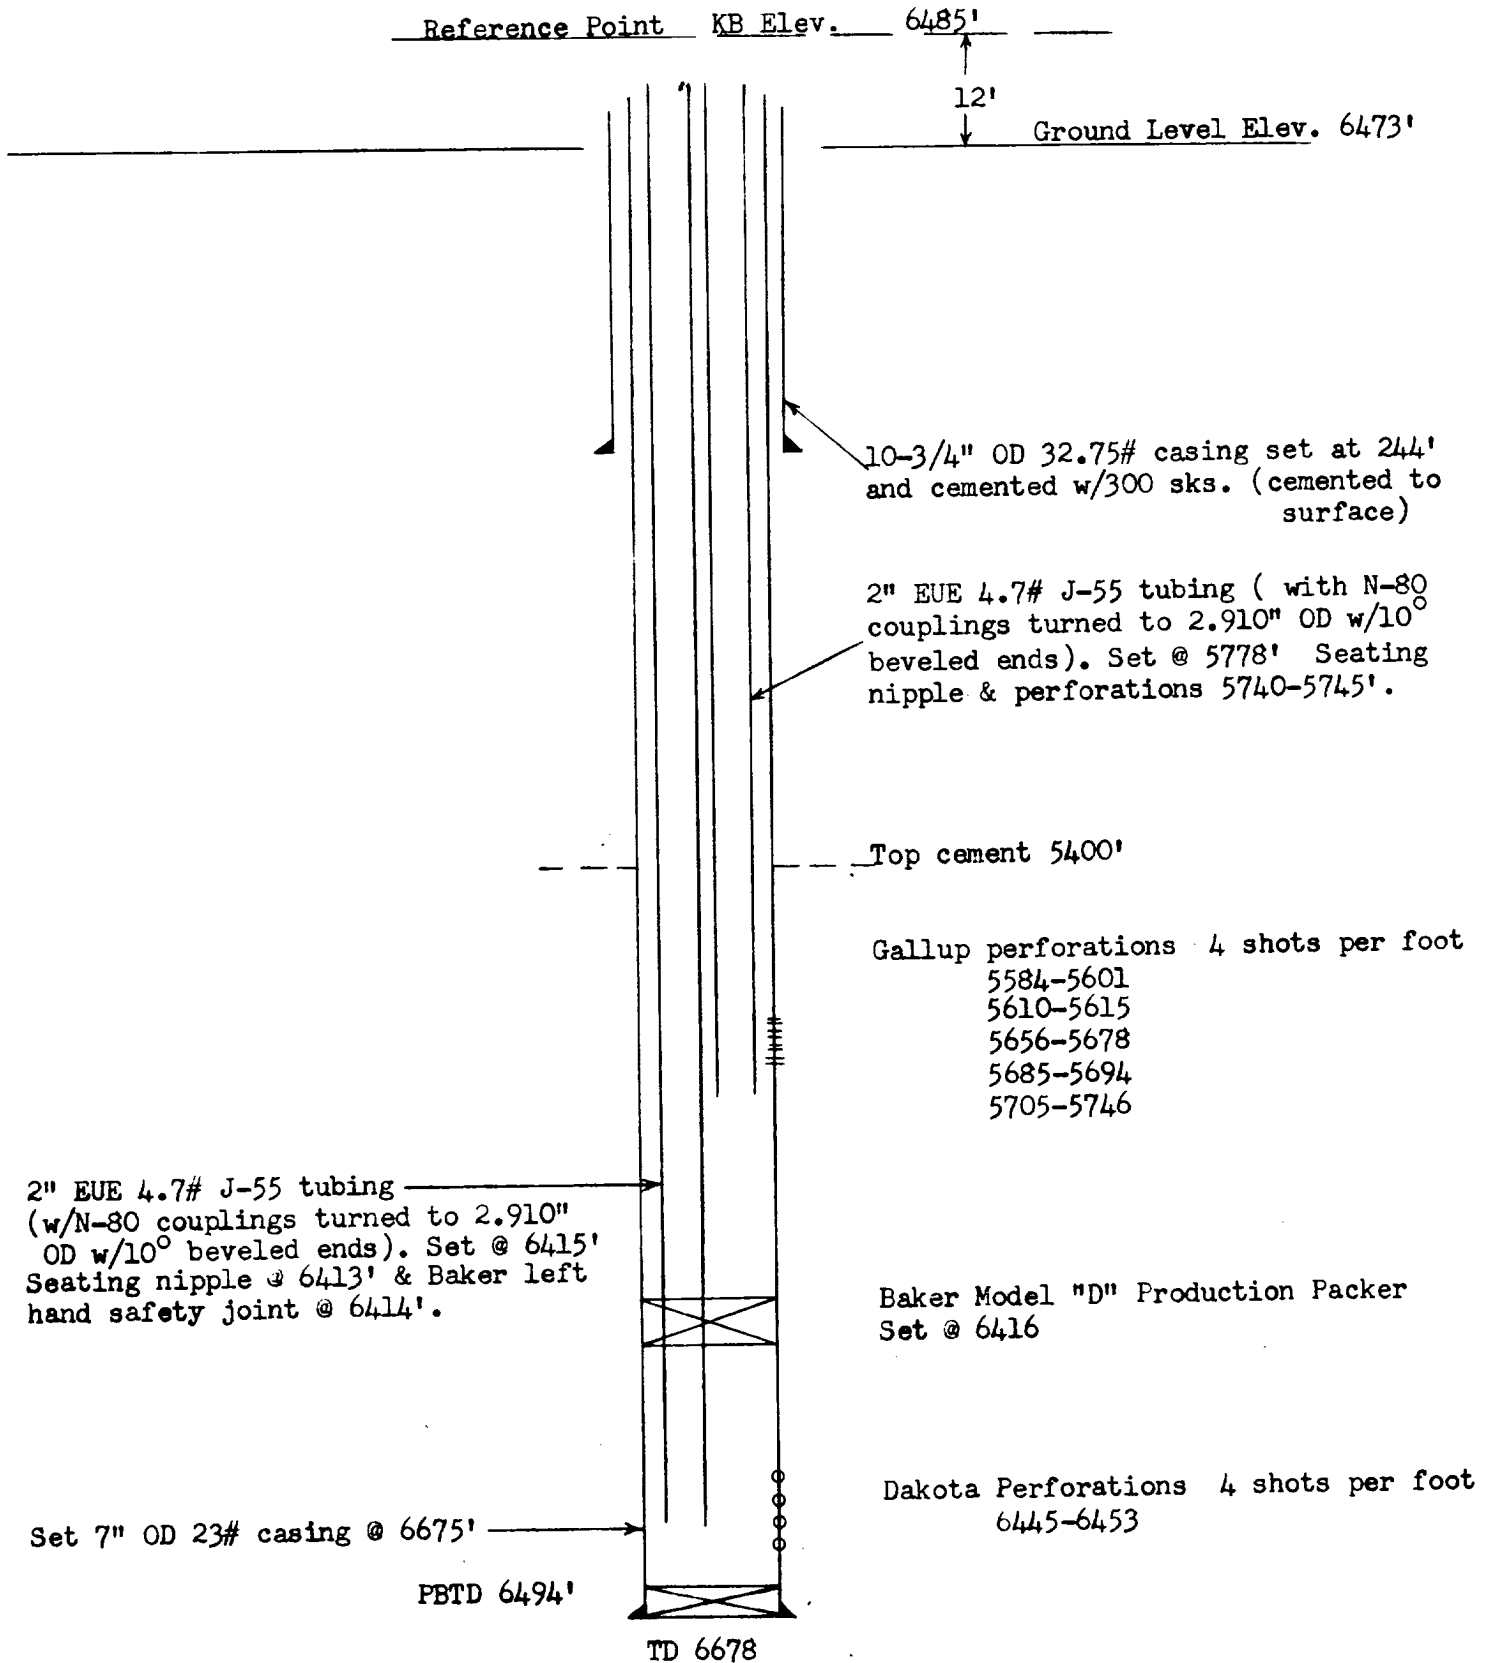 Reference Point KB Elev. 6485'
12'
Ground Level Elev. 6473'
10-3/4" OD 32.75# casing set at 244'
and cemented w/300 sks. (cemented to
surface)
2" EUE 4.7# J-55 tubing ( with N-80
couplings turned to 2.910" OD w/10°
beveled ends). Set @ 5778' Seating
nipple & perforations 5740-5745'.
Top cement 5400'
Gallup perforations 4 shots per foot
5584-5601
5610-5615
5656-5678
5685-5694
5705-5746
2" EUE 4.7# J-55 tubing
(w/N-80 couplings turned to 2.910"
OD w/10° beveled ends). Set @ 6415'
Seating nipple @ 6413' & Baker left
hand safety joint @ 6414'.
Baker Model "D" Production Packer
Set @ 6416
Dakota Perforations 4 shots per foot
6445-6453
Set 7" OD 23# casing @ 6675'
PBTD 6494'
TD 6678